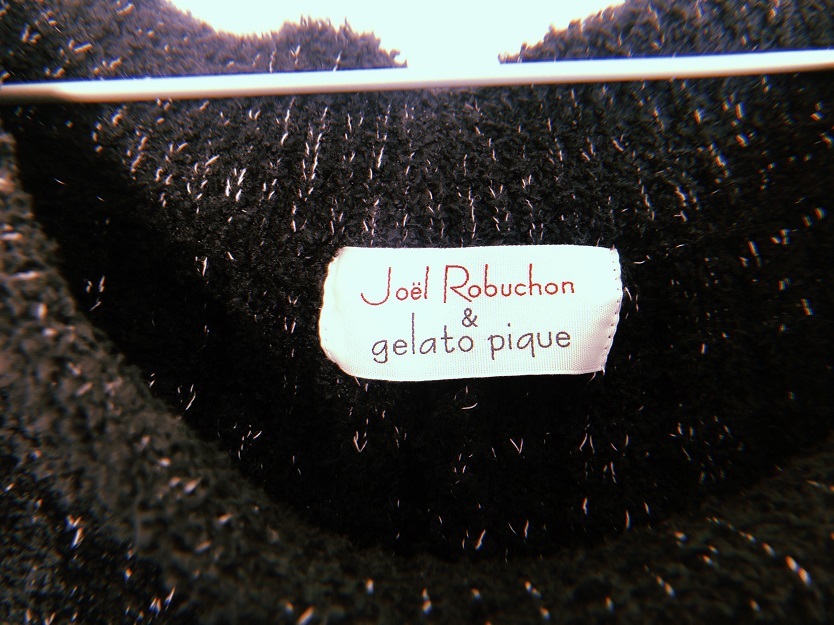 Joël Robuchon
&
gelato pique